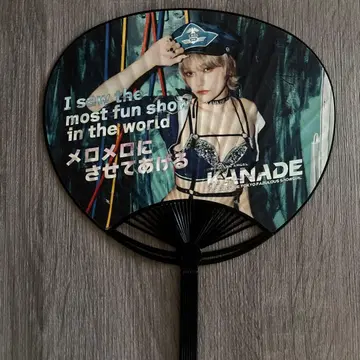 I saw the
most fun show
in the world
メロメロに
させてあげる
KANADE